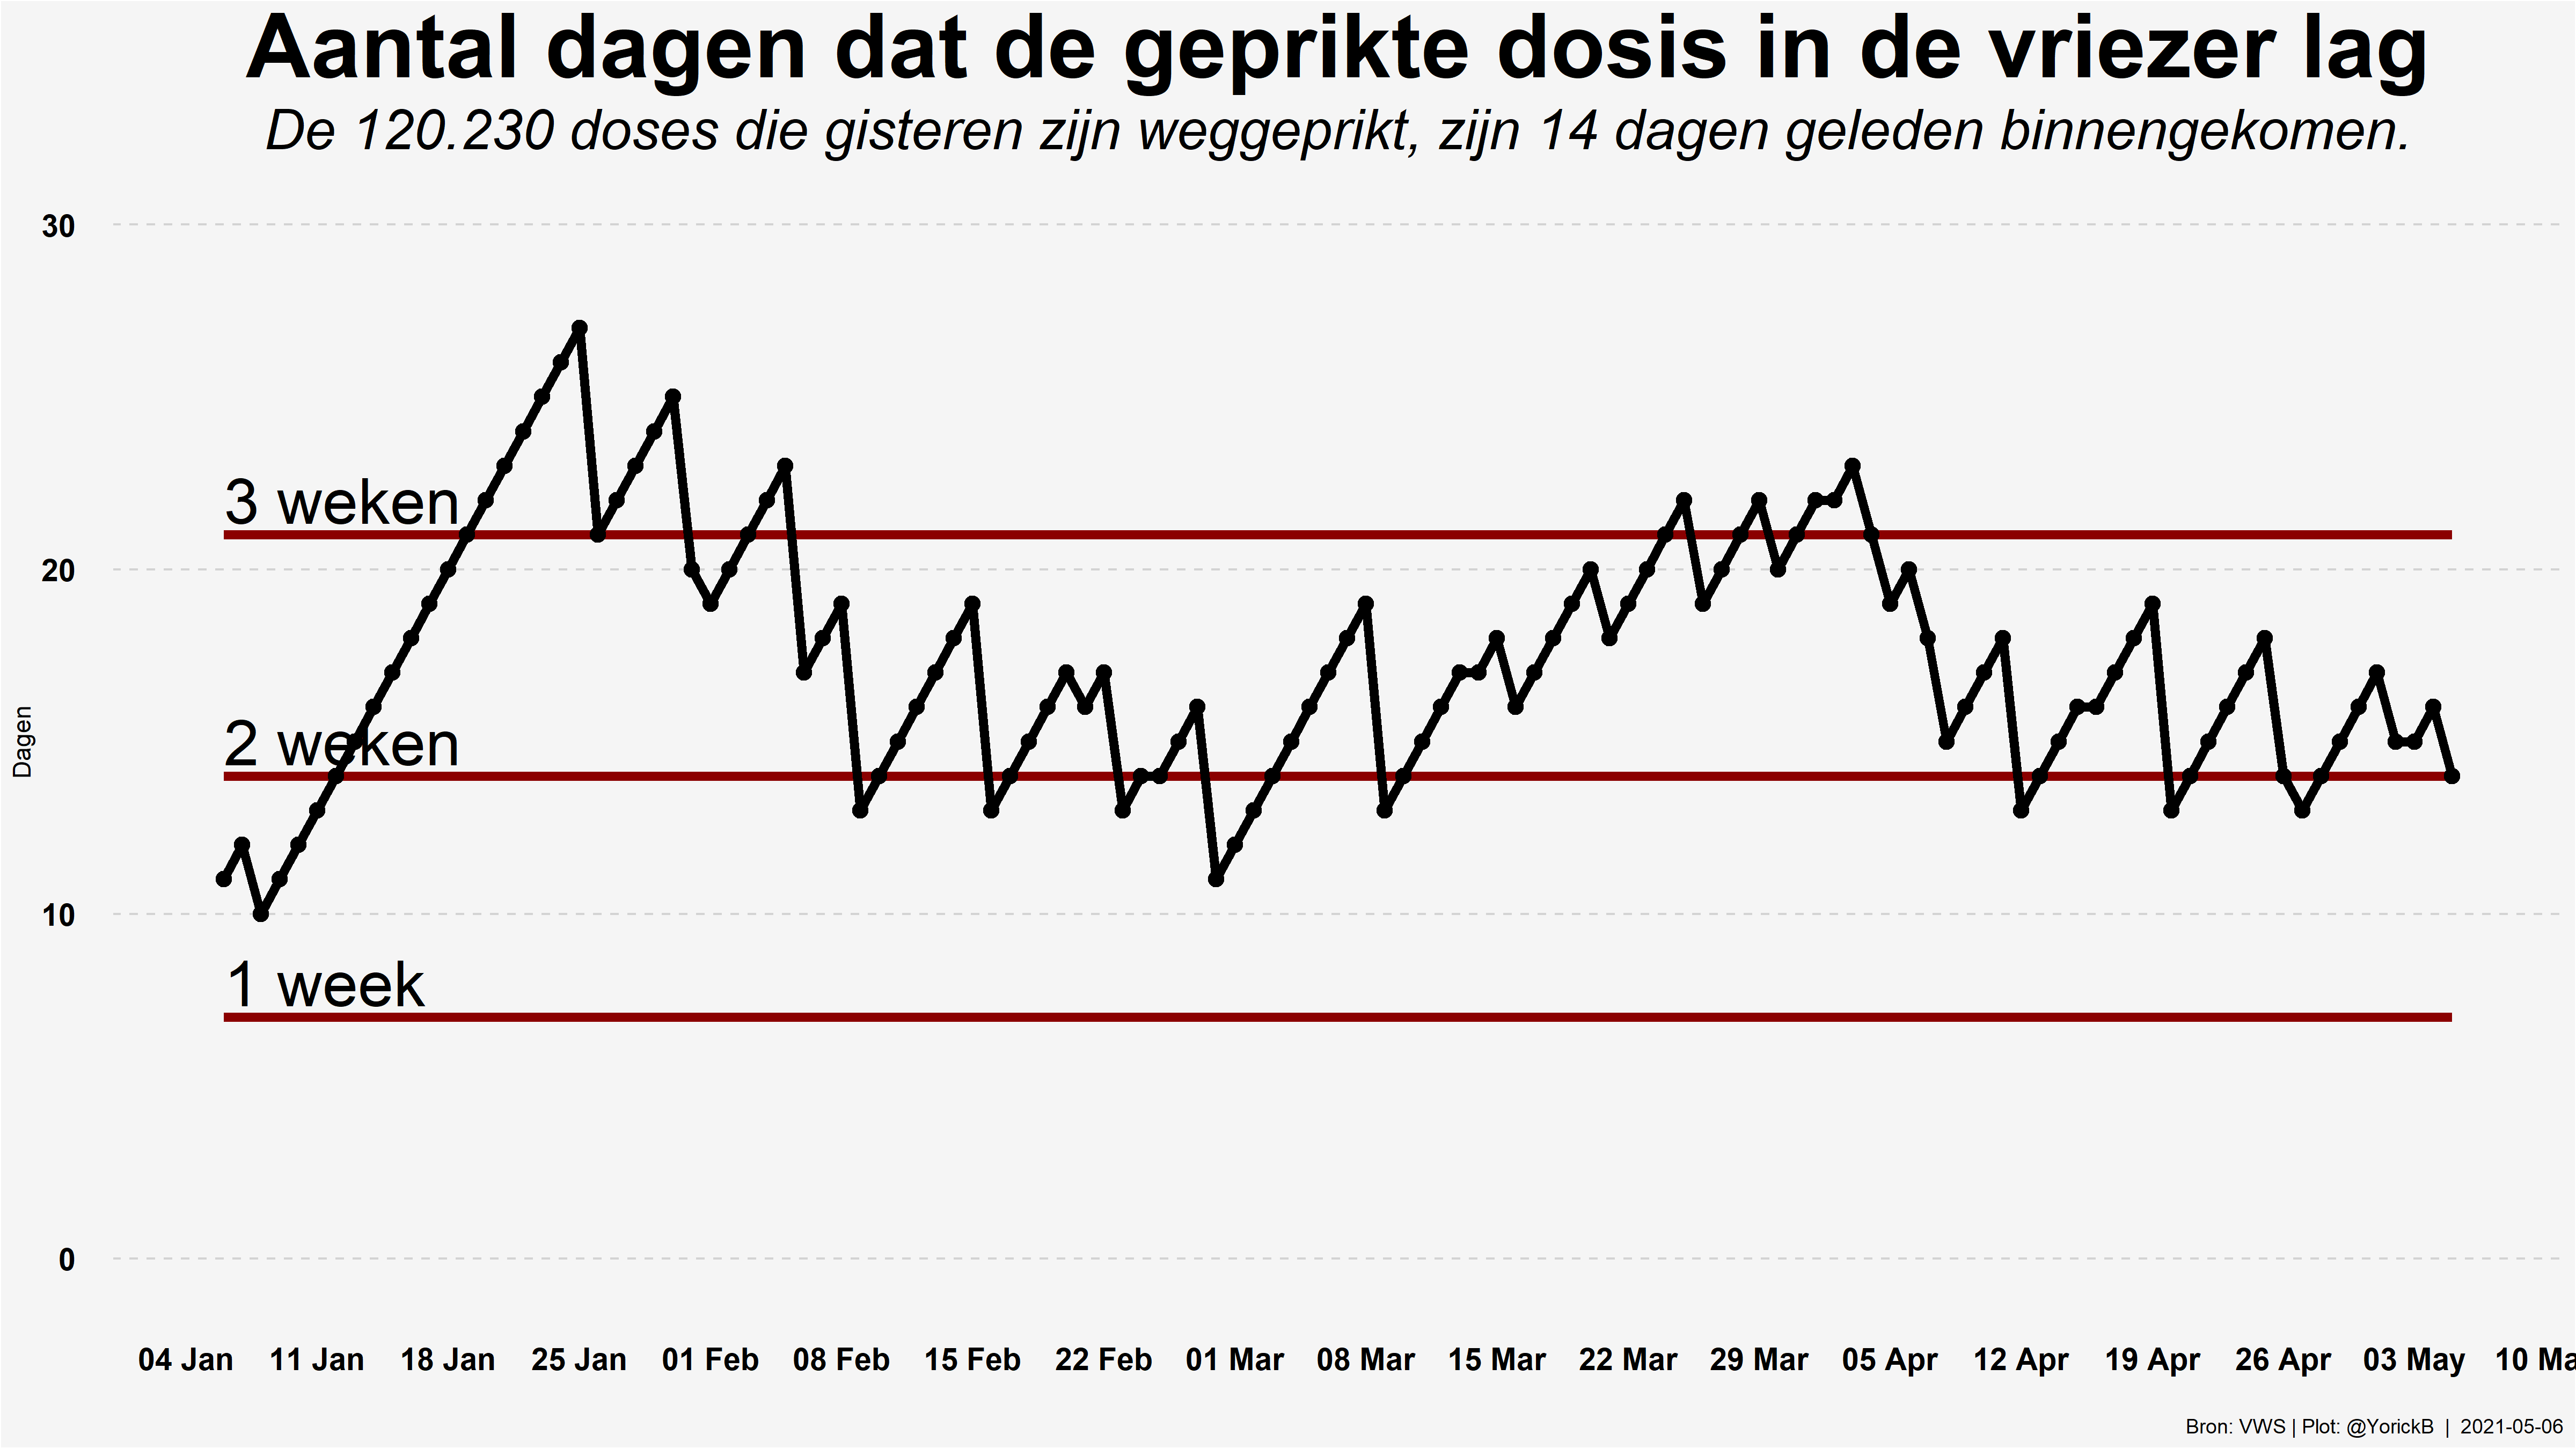 Aantal dagen dat de geprikte dosis in de vriezer lag
De 120.230 doses die gisteren zijn weggeprikt, zijn 14 dagen geleden binnengekomen.
30
3 weken
20
2 weken
Dagen
10
1 week
0
04 Jan 11 Jan 18 Jan 25 Jan 01 Feb 08 Feb 15 Feb 22 Feb 01 Mar 08 Mar 15 Mar 22 Mar 29 Mar 05 Apr 12 Apr 19 Apr 26 Apr 03 May 10 Ma
Bron: VWS | Plot: @YorickB | 2021-05-06